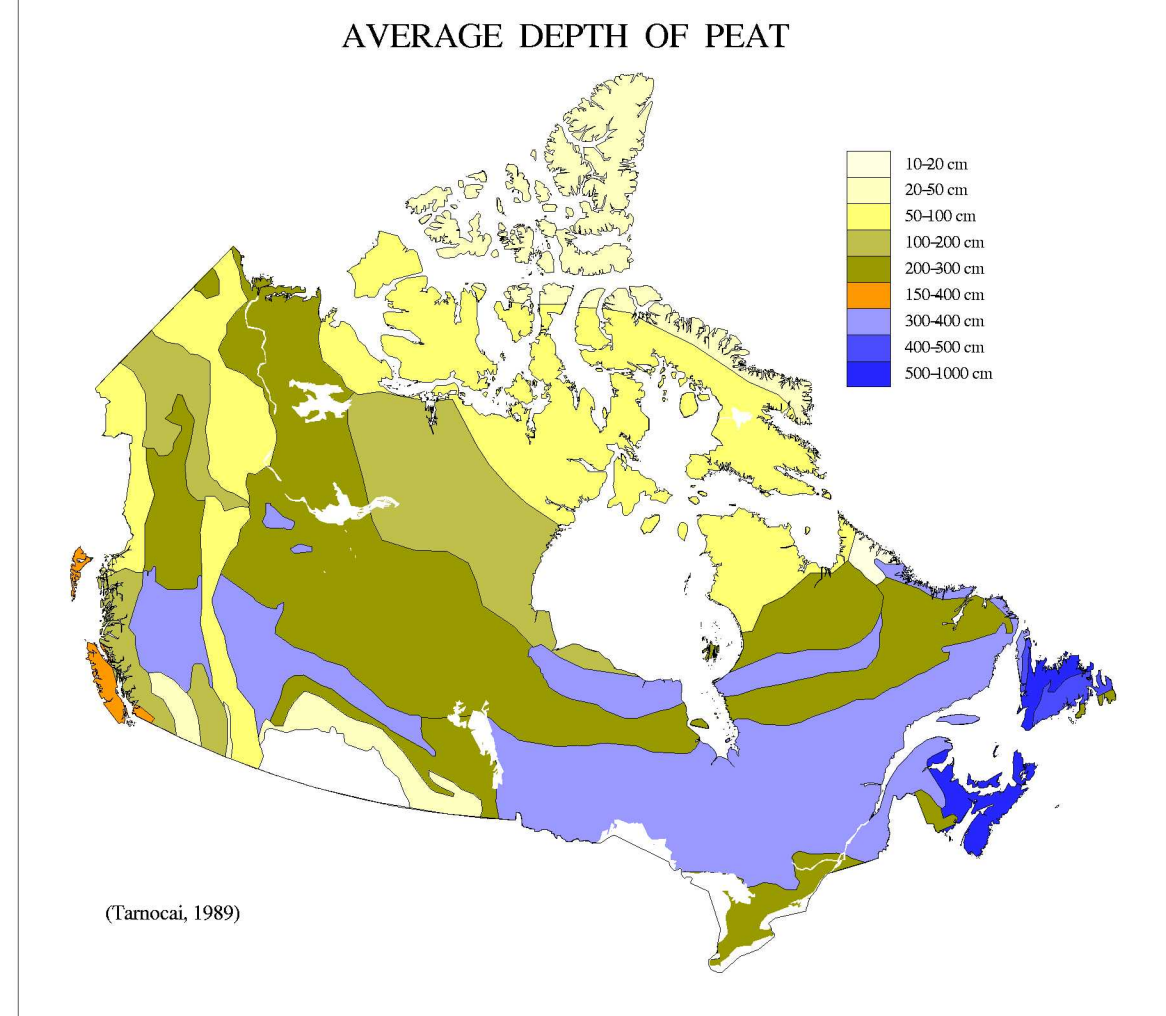 AVERAGE DEPTH OF PEAT
10-20 cm
20-50 cm
50-100 cm
100-200 cm
200-300 cm
150-400 cm
300-400 cm
400-500 cm
500-1000 cm
(Tarnocai, 1989)